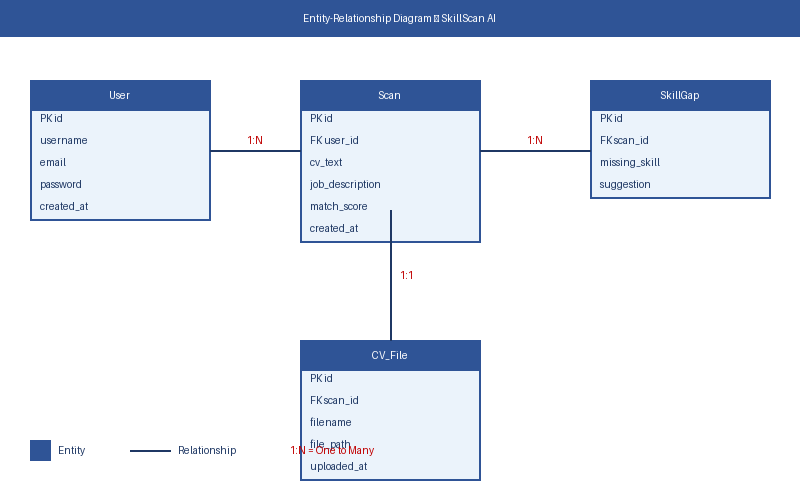 Entity-Relationship Diagram ▯ SkillScan AI
User
PK id
username
email
password
created_at
1:N
Scan
PK id
FK user_id
cv_text
job_description
match_score
created_at
1:N
SkillGap
PK id
FK scan_id
missing_skill
suggestion
1:1
CV_File
PK id
FK scan_id
filename
file_path
uploaded_at
Entity
Relationship
1:N = One to Many